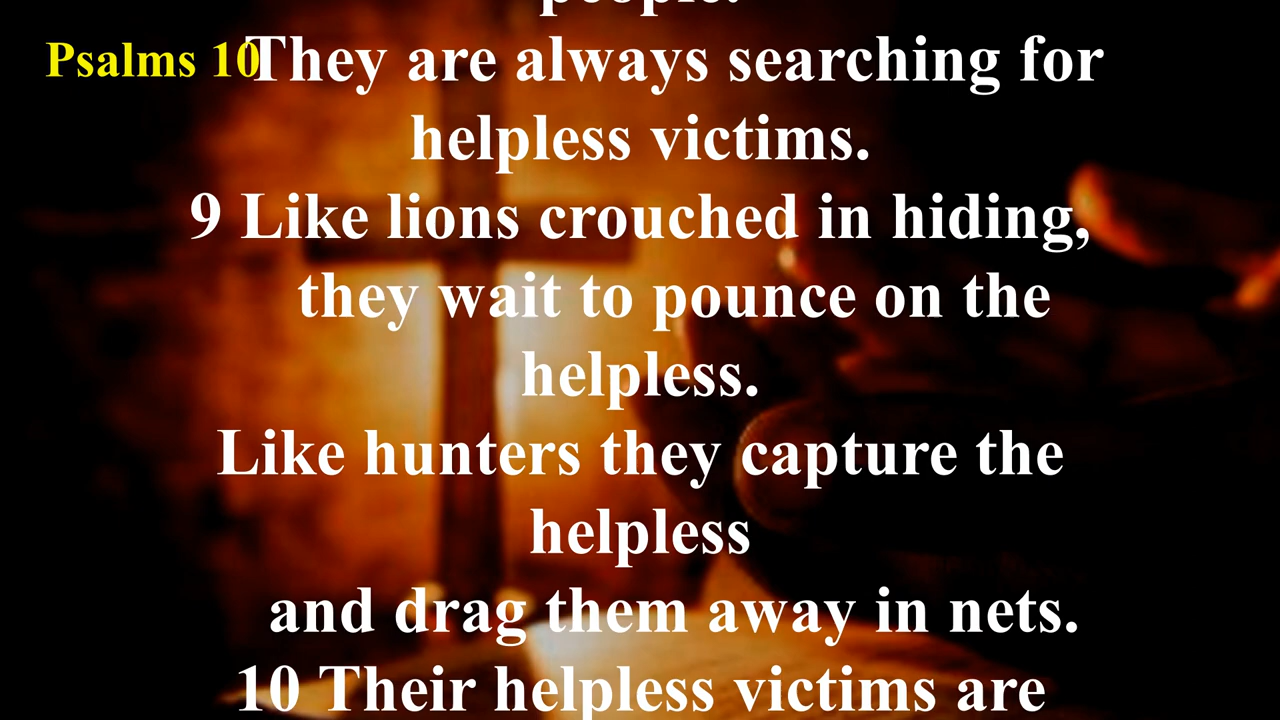 people.
Psalms 10
They are always searching for
helpless victims.
9 Like lions crouched in hiding,
they wait to pounce on the
helpless.
Like hunters they capture the
helpless
and drag them away in nets.
10 Their helpless victims are